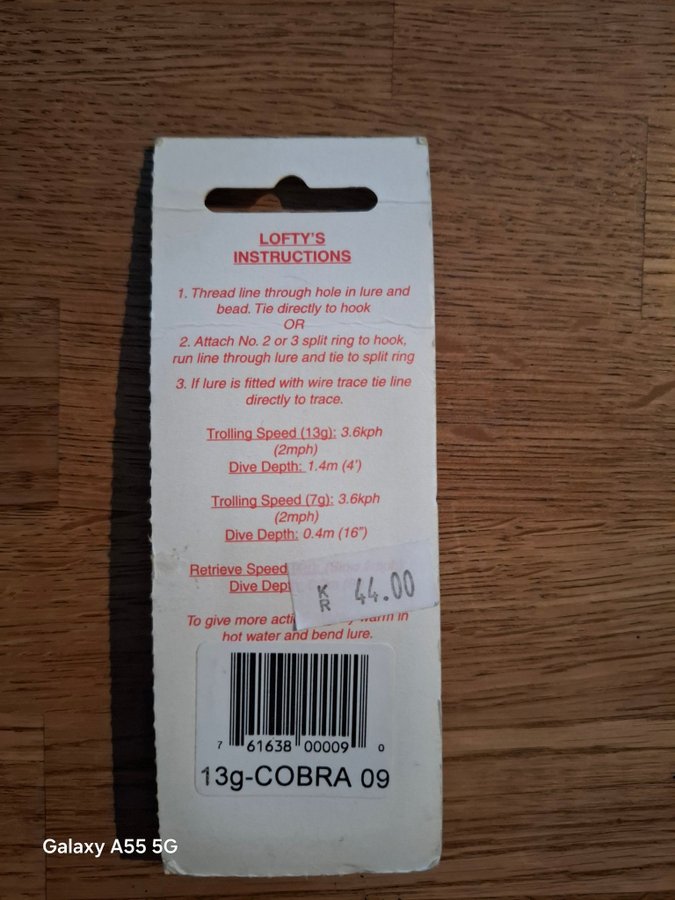 LOFTY'S
INSTRUCTIONS
1. Thread line through hole in lure and
bead. Tie directly to hook
OR
2. Attach No. 2 or 3 split ring to hook,
run line through lure and tie to split ring
3. If lure is fitted with wire trace tie line
directly to trace.
Trolling Speed (13g): 3.6kph
(2mph)
Dive Depth: 1.4m (4')
Trolling Speed (7g): 3.6kph
(2mph)
Dive Depth: 0.4m (16")
Retrieve Speed
Dive
KR 44.00
To give more in
hot water and bend lure.
7 61638 00009 0
13g-COBRA 09
Galaxy A55 5G